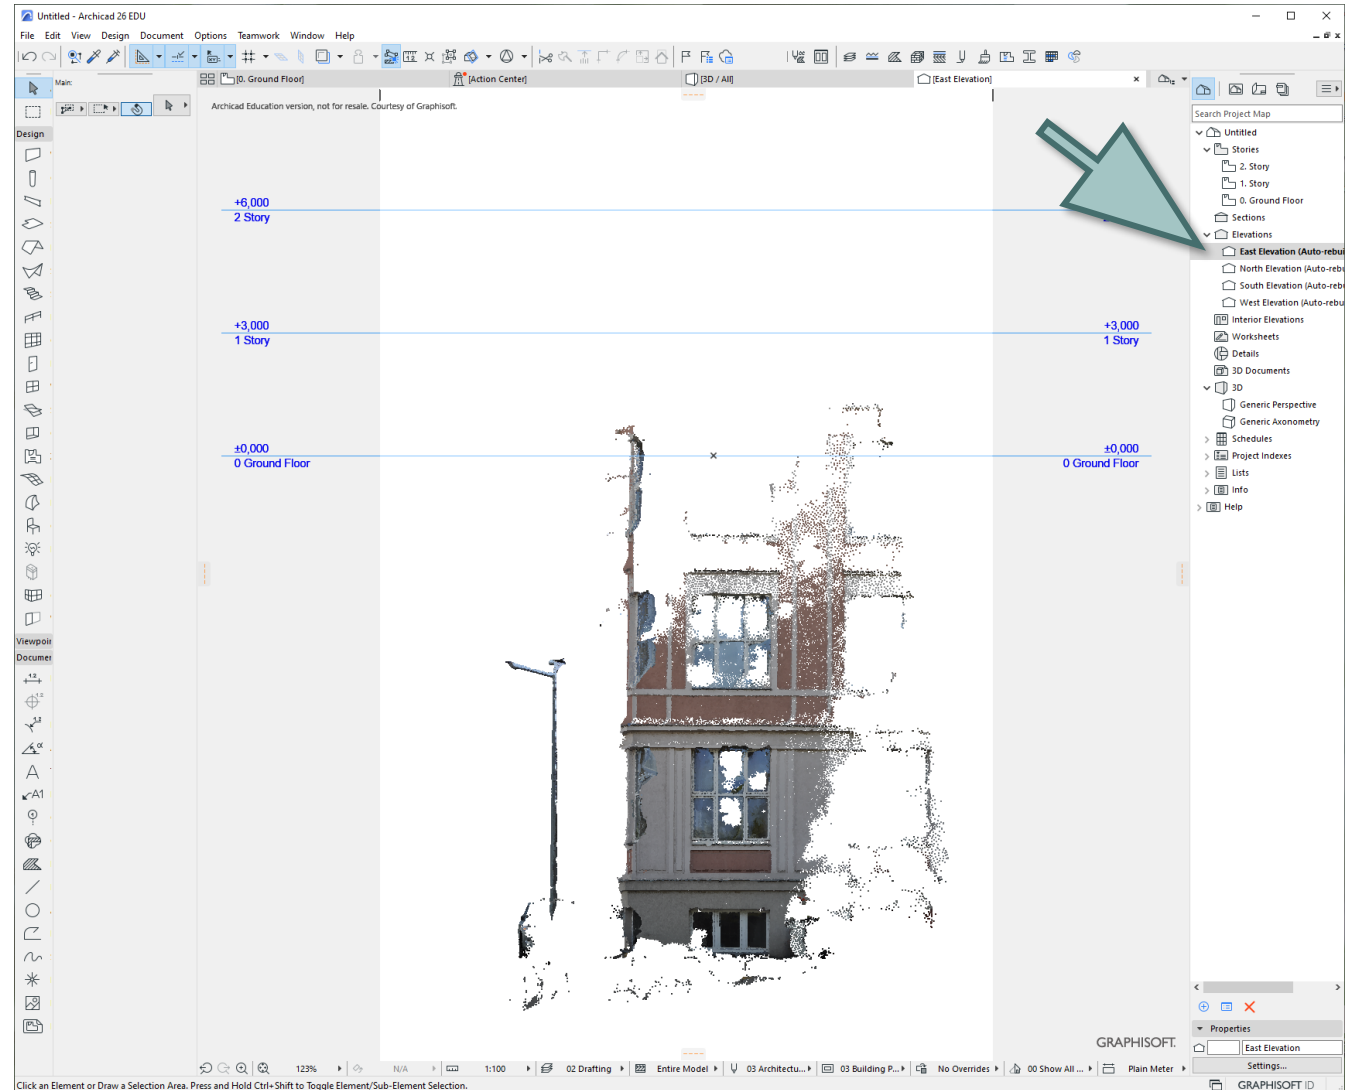 Untitled - Archicad 26 EDU
File Edit View Design Document Options Teamwork Window Help
Main:
[0. Ground Floor]
[Action Center]
[3D / All]
[East Elevation]
Archicad Education version, not for resale. Courtesy of Graphisoft.
Search Project Map
Design
Untitled
Stories
2. Story
1. Story
0. Ground Floor
Sections
Elevations
East Elevation (Auto-rebui
North Elevation (Auto-reb
South Elevation (Auto-reb
West Elevation (Auto-rebu
Interior Elevations
Worksheets
Details
3D Documents
3D
Generic Perspective
Generic Axonometry
Schedules
Project Indexes
Lists
Info
Help
+6,000
2 Story
+3,000
1 Story
+3,000
1 Story
±0,000
0 Ground Floor
±0,000
0 Ground Floor
Viewpoi
Documen
1.2
A
A1
GRAPHISOFT.
Properties
East Elevation
Settings...
123%
N/A
1:100
02 Drafting
Entire Model
03 Architectu...
03 Building P...
No Overrides
00 Show All ...
Plain Meter
Click an Element or Draw a Selection Area. Press and Hold Ctrl+Shift to Toggle Element/Sub-Element Selection.
GRAPHISOFT ID